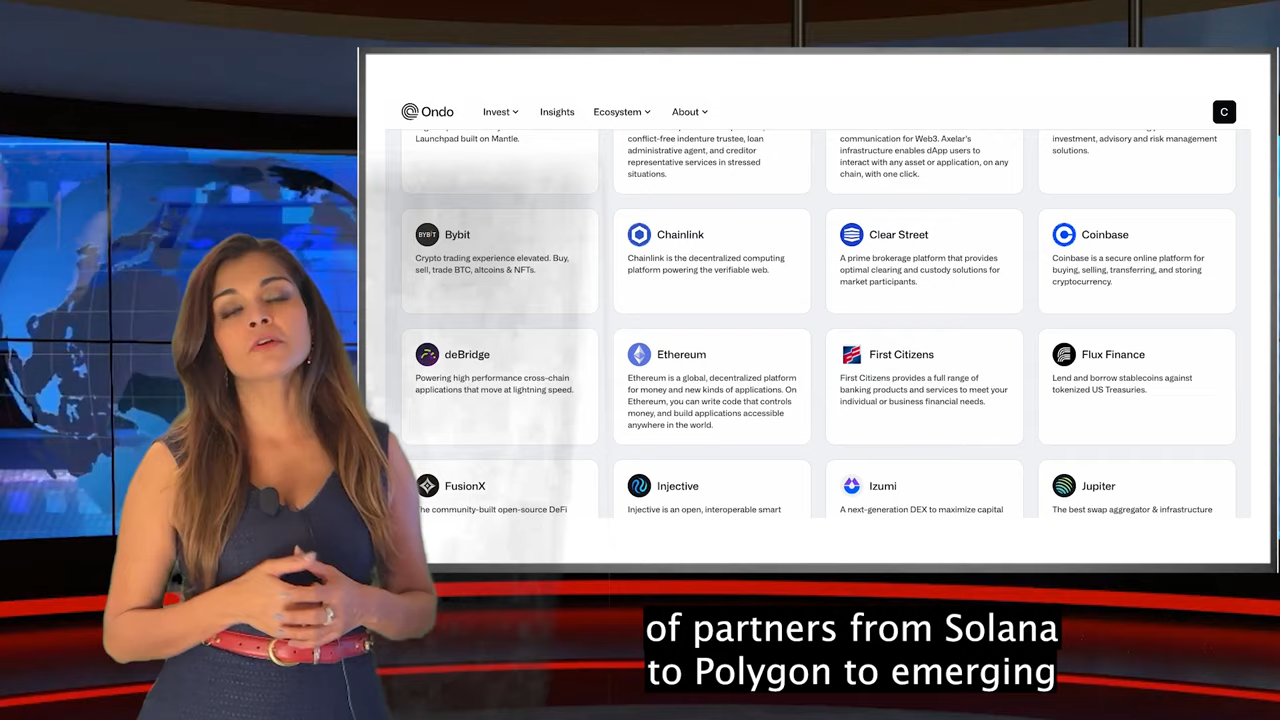 Ondo
Invest
Insights
Ecosystem
About
C
Launchpad built on Mantle.
conflict-free indenture trustee, loan
administrative agent, and creditor
representative services in stressed
situations.
communication for Web3. Axelar's
infrastructure enables dApp users to
interact with any asset or application, on any
chain, with one click.
investment, advisory and risk management
solutions.
BYBIT
Bybit
Crypto trading experience elevated. Buy,
sell, trade BTC, altcoins & NFTs.
Chainlink
Chainlink is the decentralized computing
platform powering the verifiable web.
Clear Street
A prime brokerage platform that provides
optimal clearing and custody solutions for
market participants.
Coinbase
Coinbase is a secure online platform for
buying, selling, transferring, and storing
cryptocurrency.
deBridge
Powering high performance cross-chain
applications that move at lightning speed.
Ethereum
Ethereum is a global, decentralized platform
for money and new kinds of applications. On
Ethereum, you can write code that controls
money, and build applications accessible
anywhere in the world.
First Citizens
First Citizens provides a full range of
banking products and services to meet your
individual or business financial needs.
Flux Finance
Lend and borrow stablecoins against
tokenized US Treasuries.
FusionX
The community-built open-source DeFi
Injective
Injective is an open, interoperable smart
Izumi
A next-generation DEX to maximize capital
Jupiter
The best swap aggregator & infrastructure
of partners from Solana
to Polygon to emerging